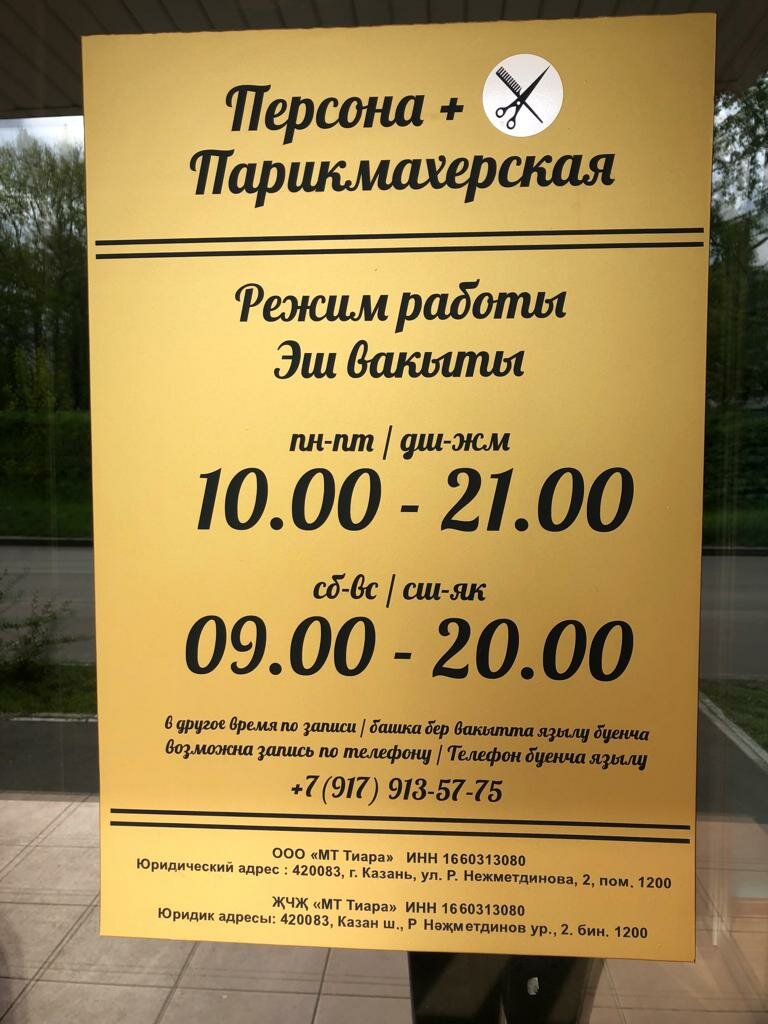 Персона +
Парикмахерская
Режим работы
Эш вакыты
пн-пт / дш-жм
10.00 - 21.00
сб-вс / сш-як
09.00 - 20.00
в другое время по записи / башка бер вакытта язылу буенча
возможна запись по телефону / Телефон буенча язылу
+7 (917) 913-57-75
ООО «МТ Тиара» ИНН 1660313080
Юридический адрес : 420083, г. Казань, ул. Р. Нежметдинова, 2, пом. 1200
ҖЧҖ «МТ Тиара» ИНН 1660313080
Юридик адресы: 420083, Казан ш., Р Нәҗметдинов ур., 2. бин. 1200